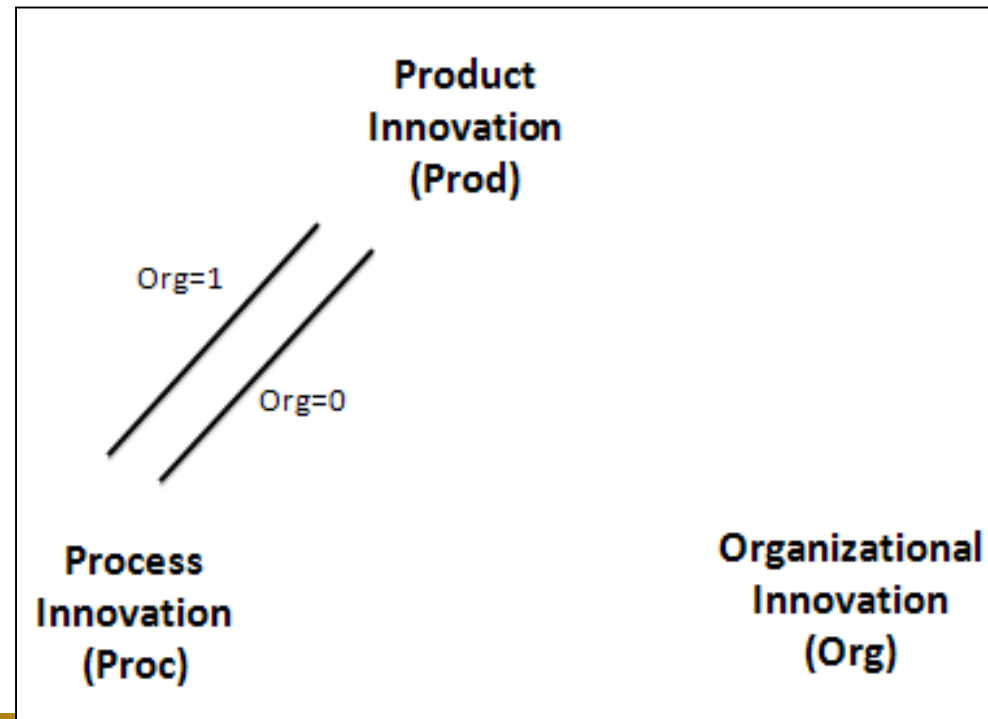 Product
Innovation
(Prod)
Org=1
Org=0
Process
Innovation
(Proc)
Organizational
Innovation
(Org)